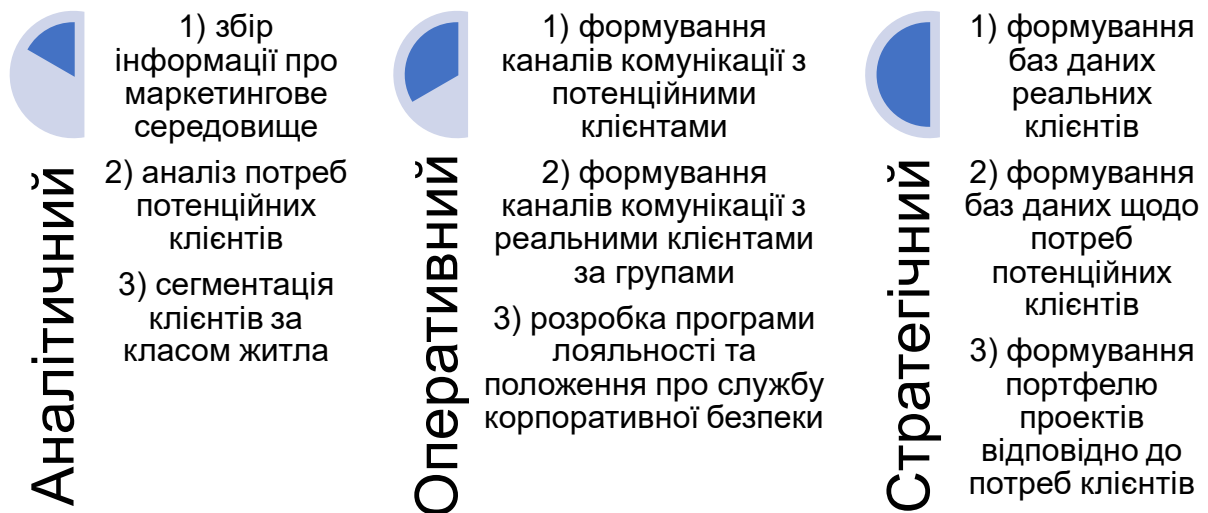 Аналітичний
1) збір
інформації про
маркетингове
середовище
2) аналіз потреб
потенційних
клієнтів
3) сегментація
клієнтів за
класом житла
Оперативний
1) формування
каналів комунікації з
потенційними
клієнтами
2) формування
каналів комунікації з
реальними клієнтами
за групами
3) розробка програми
лояльності та
положення про службу
корпоративної безпеки
Стратегічний
1) формування
баз даних
реальних
клієнтів
2) формування
баз даних щодо
потреб
потенційних
клієнтів
3) формування
портфелю
проектів
відповідно до
потреб клієнтів